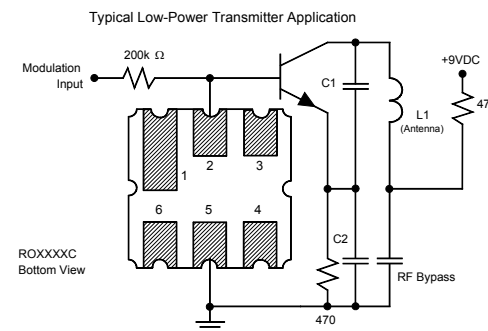 Typical Low-Power Transmitter Application
200k Ω
Modulation
Input
C1
+9VDC
47
L1
(Antenna)
1
2
3
6
5
4
ROXXXXC
Bottom View
C2
RF Bypass
470